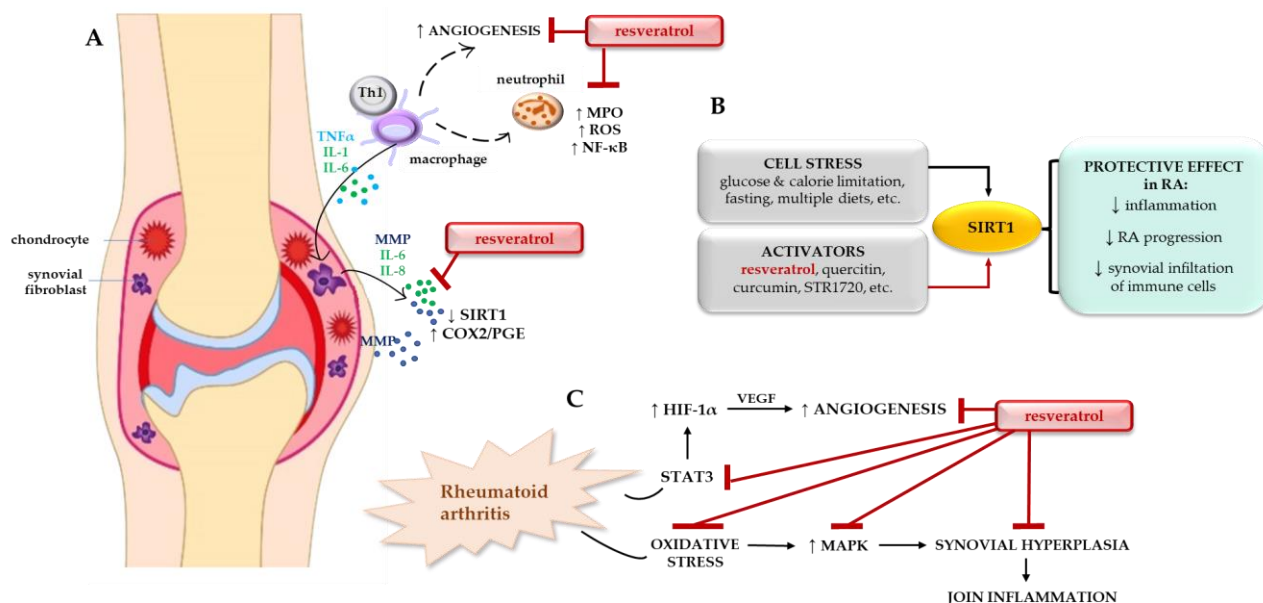 A
↑ ANGIOGENESIS
resveratrol
neutrophil
Th1
↑ MPO
↑ ROS
↑ NF-κB
macrophage
TNFα
IL-1
IL-6
chondrocyte
synovial
fibroblast
MMP
IL-6
IL-8
resveratrol
↓ SIRT1
↑ COX2/PGE
MMP
B
CELL STRESS
glucose & calorie limitation,
fasting, multiple diets, etc.
ACTIVATORS
resveratrol, quercitin,
curcumin, STR1720, etc.
SIRT1
PROTECTIVE EFFECT
in RA:
↓ inflammation
↓ RA progression
↓ synovial infiltation
of immune cells
C
↑ HIF-1α
VEGF
↑ ANGIOGENESIS
resveratrol
STAT3
Rheumatoid
arthritis
OXIDATIVE
STRESS
↑ MAPK
SYNOVIAL HYPERPLASIA
JOIN INFLAMMATION